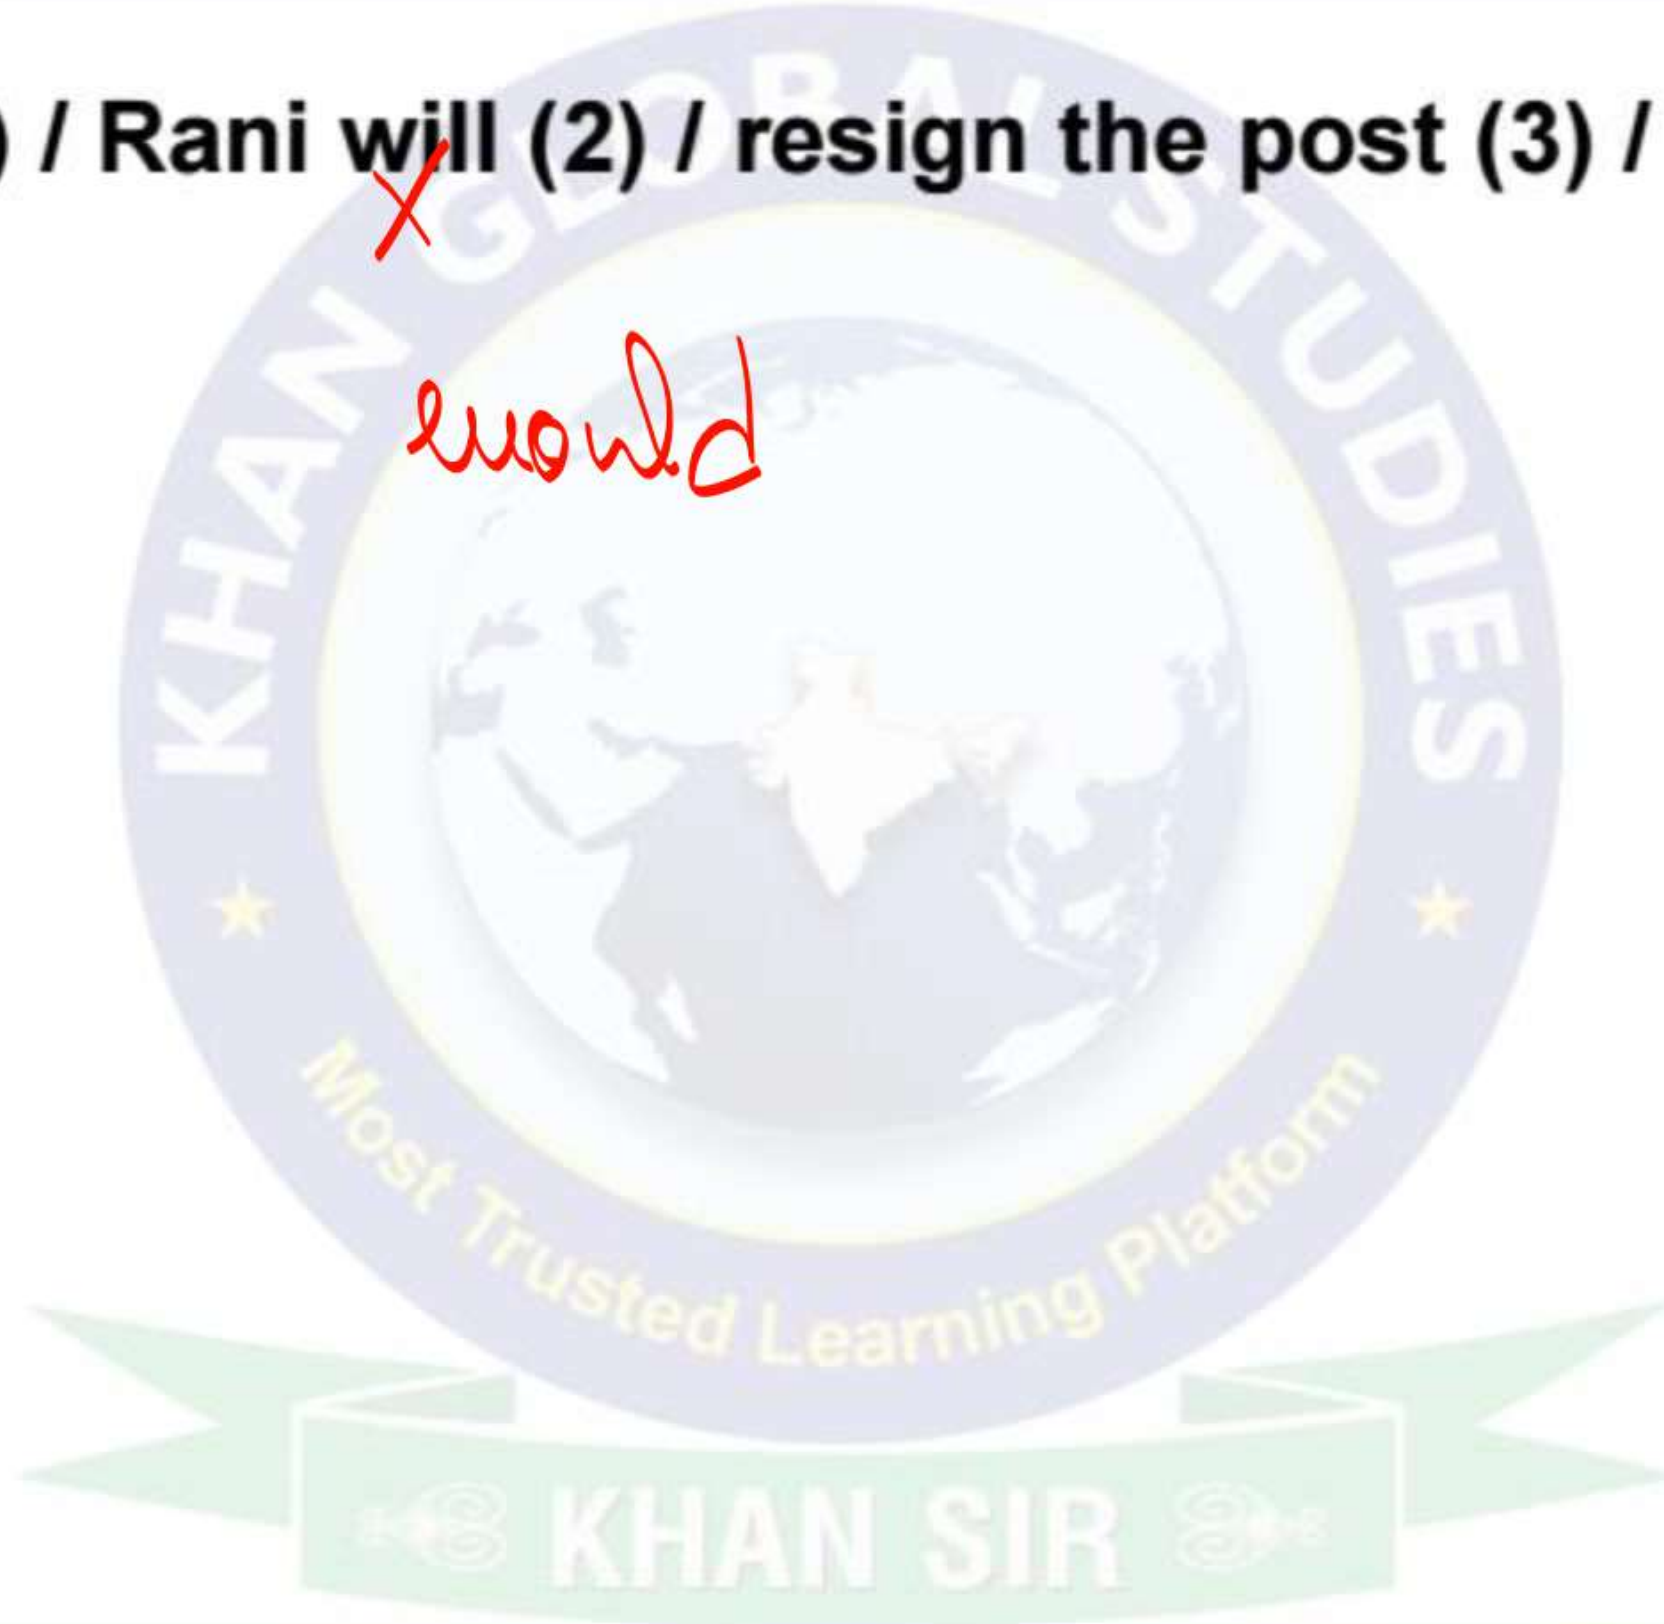 ) / Rani will (2) / resign the post (3) /
would
KHAN GLOBAL STUDIES
Most Trusted Learning Platform
KHAN SIR